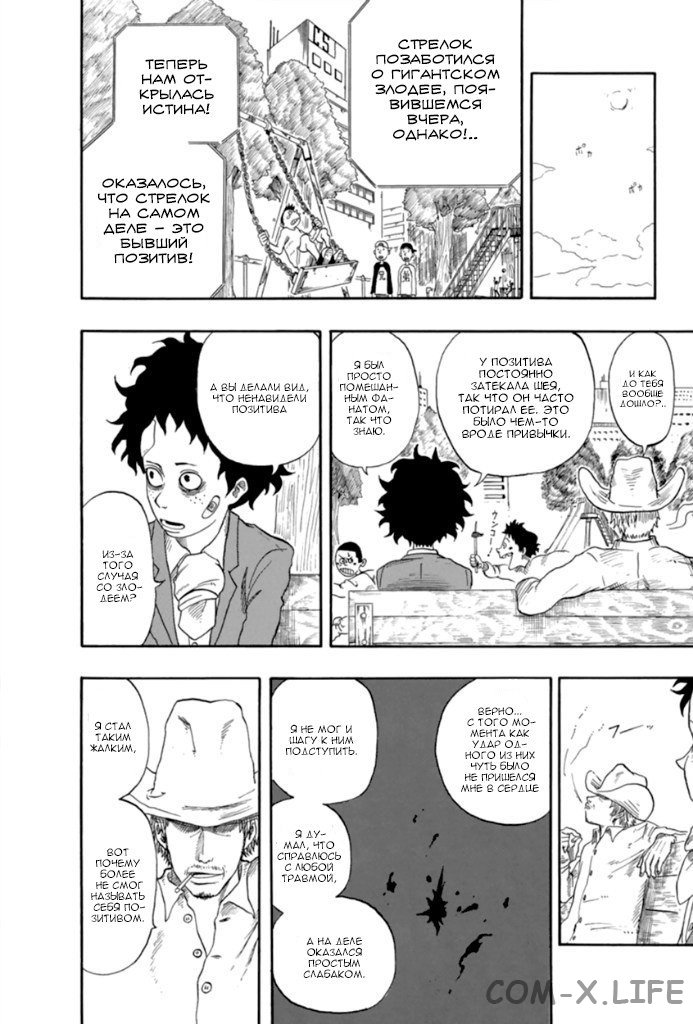 СТРЕЛОК
ПОЗАБОТИЛСЯ
О ГИГАНТСКОМ
ЗЛОДЕЕ, ПОЯ-
ВИВШЕМСЯ
ВЧЕРА,
ОДНАКО!..
ТЕПЕРЬ
НАМ ОТ-
КРЫЛАСЬ
ИСТИНА!
ОКАЗАЛОСЬ,
ЧТО СТРЕЛОК
НА САМОМ
ДЕЛЕ – ЭТО
БЫВШИЙ
ПОЗИТИВ!
И КАК
ДО ТЕБЯ
ВООБЩЕ
ДОШЛО?..
У ПОЗИТИВА
ПОСТОЯННО
ЗАТЕКАЛА ШЕЯ,
ТАК ЧТО ОН ЧАСТО
ПОТИРАЛ ЕЕ. ЭТО
БЫЛО ЧЕМ-ТО
ВРОДЕ ПРИВЫЧКИ.
Я БЫЛ
ПРОСТО
ПОМЕШАН-
НЫМ ФА-
НАТОМ,
ТАК ЧТО
ЗНАЮ.
ウンコー!
А ВЫ ДЕЛАЛИ ВИД,
ЧТО НЕНАВИДЕЛИ
ПОЗИТИВА
ИЗ-ЗА
ТОГО
СЛУЧАЯ
СО ЗЛО-
ДЕЕМ?
ВЕРНО...
С ТОГО МО-
МЕНТА КАК
УДАР ОД-
НОГО ИЗ НИХ
ЧУТЬ БЫЛО
НЕ ПРИШЕЛСЯ
МНЕ В СЕРДЦЕ
Я НЕ МОГ И
ШАГУ К НИМ
ПОДСТУПИТЬ.
Я ДУ-
МАЛ, ЧТО
СПРАВЛЮСЬ
С ЛЮБОЙ
ТРАВМОЙ,
А НА ДЕЛЕ
ОКАЗАЛСЯ
ПРОСТЫМ
СЛАБАКОМ.
Я СТАЛ
ТАКИМ
ЖАЛКИМ,
ВОТ
ПОЧЕМУ
БОЛЕЕ
НЕ СМОГ
НАЗЫВАТЬ
СЕБЯ ПО-
ЗИТИВОМ.
COM-X.LIFE